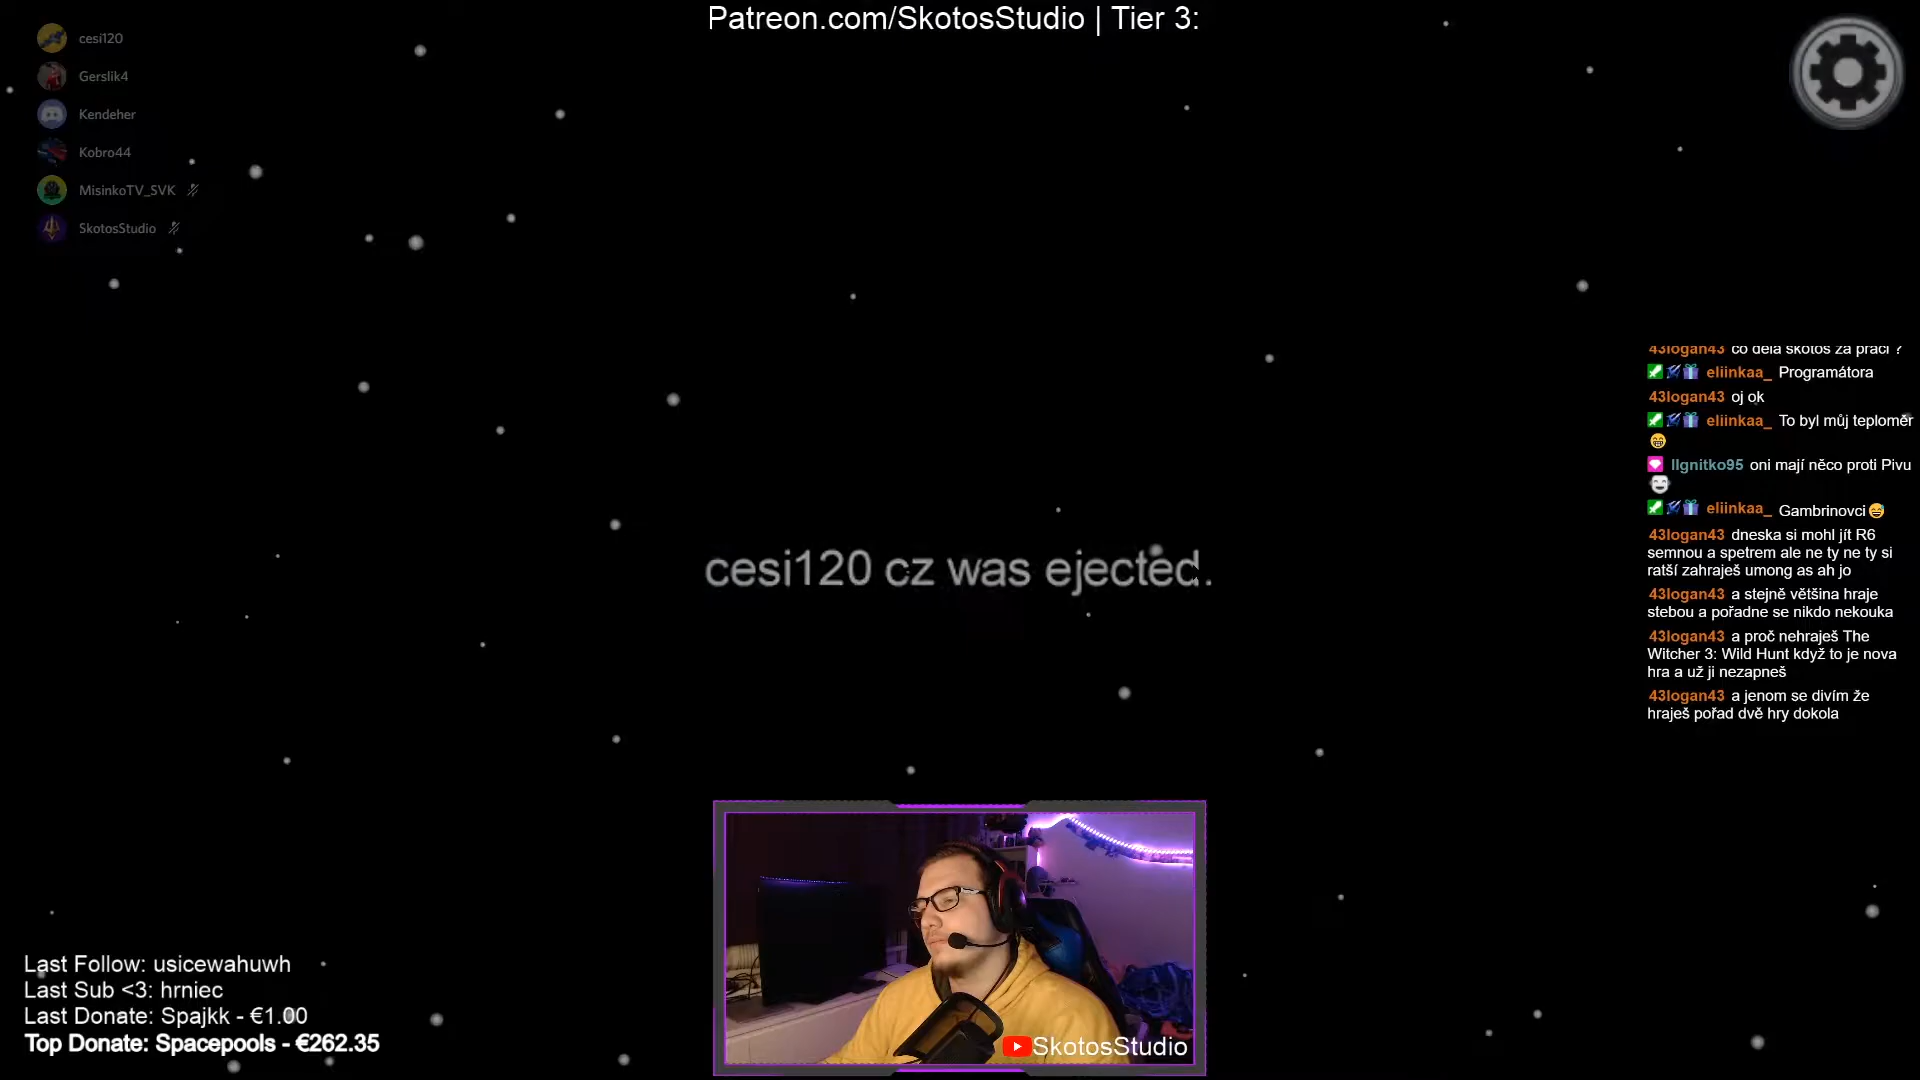 Patreon.com/SkotosStudio | Tier 3:
cesi120
Gerslik4
Kendeher
Kobro44
MisinkoTV_SVK
SkotosStudio
43logan43 co dela skotos za praci ?
eliinkaa_ Programátora
43logan43 oj ok
eliinkaa_ To byl můj teploměr
IIgnitko95 oni mají něco proti Pivu
eliinkaa_ Gambrinovci
43logan43 dneska si mohl jít R6
semnou a spetrem ale ne ty ne ty si
ratší zahraješ umong as ah jo
43logan43 a stejně většina hraje
stebou a pořadne se nikdo nekouka
43logan43 a proč nehraješ The
Witcher 3: Wild Hunt když to je nova
hra a už ji nezapneš
43logan43 a jenom se divím že
hraješ pořad dvě hry dokola
cesi120 cz was ejected.
Last Follow: usicewahuwh
Last Sub <3: hrniec
Last Donate: Spajkk - €1.00
Top Donate: Spacepools - €262.35
SkotosStudio